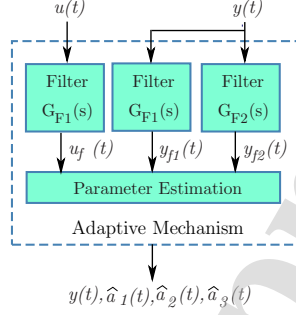 u(t) y(t)
Filter Filter Filter
G_F1(s) G_F1(s) G_F2(s)
u_f (t) y_f1(t) y_f2(t)
Parameter Estimation
Adaptive Mechanism
y(t), â_1(t), â_2(t), â_3(t)